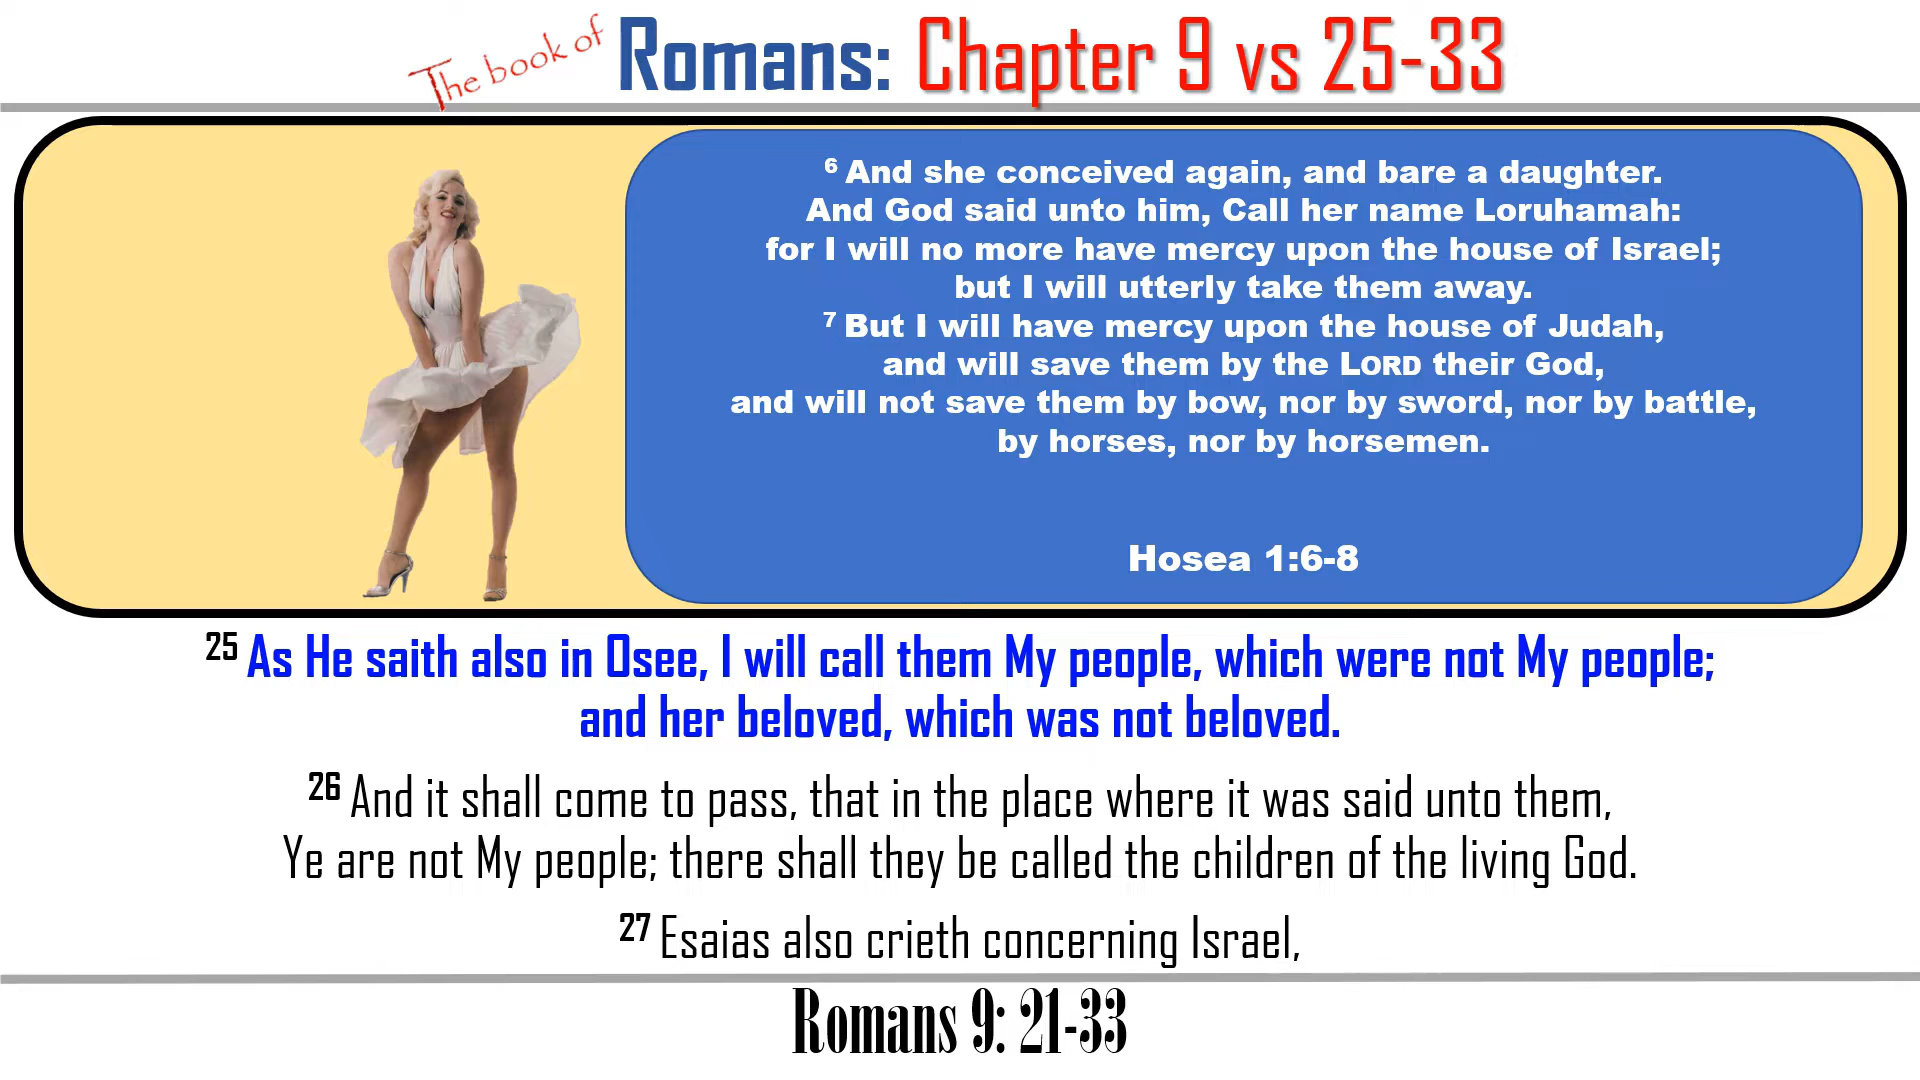 The book of Romans: Chapter 9 vs 25-33
6 And she conceived again, and bare a daughter.
And God said unto him, Call her name Loruhamah:
for I will no more have mercy upon the house of Israel;
but I will utterly take them away.
7 But I will have mercy upon the house of Judah,
and will save them by the LORD their God,
and will not save them by bow, nor by sword, nor by battle,
by horses, nor by horsemen.
Hosea 1:6-8
25 As He saith also in Osee, I will call them My people, which were not My people;
and her beloved, which was not beloved.
26 And it shall come to pass, that in the place where it was said unto them,
Ye are not My people; there shall they be called the children of the living God.
27 Esaias also crieth concerning Israel,
Romans 9: 21-33